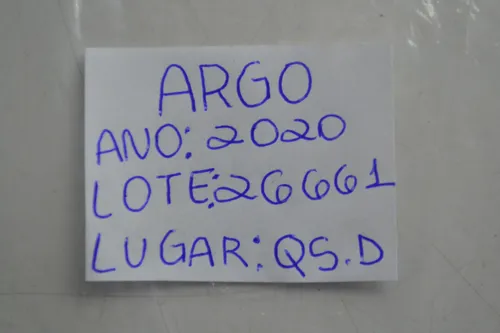 ARGO
ANO: 2020
LOTE: 26661
LUGAR: QS.D